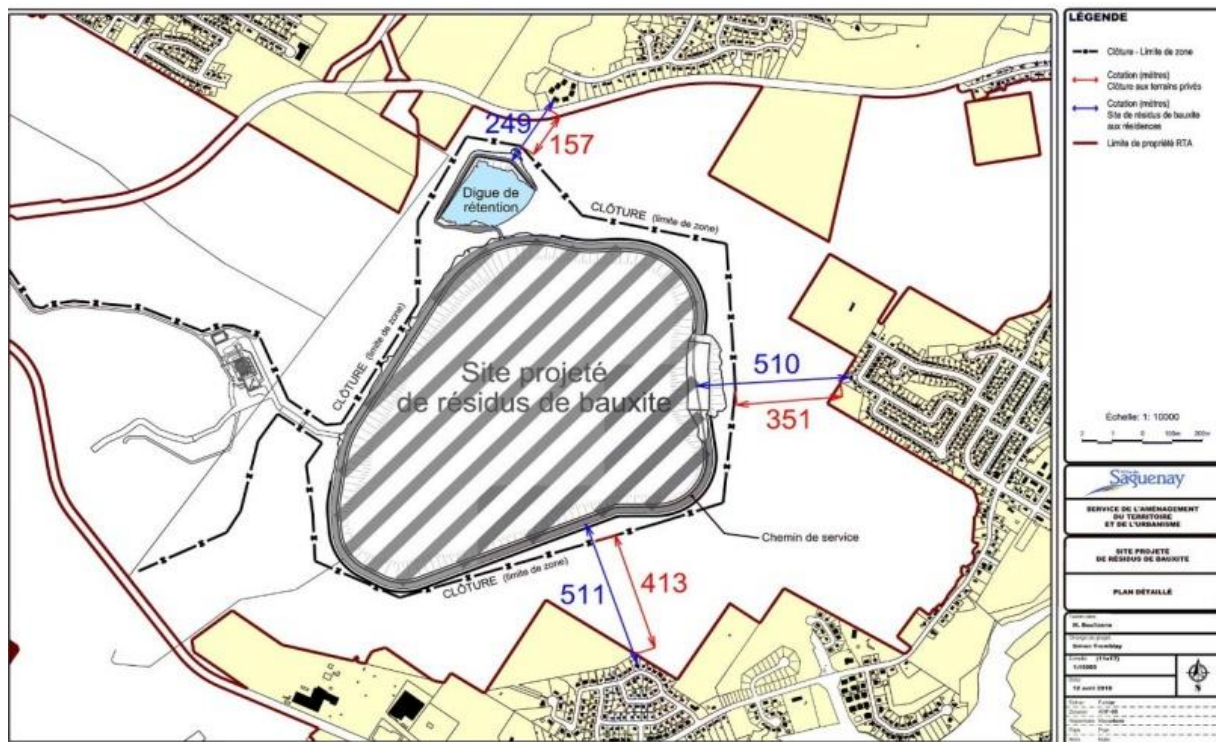 249
157
Digue de
rétention
CLÔTURE (limite de zone)
CLÔTURE (limite de zone)
Site projeté
de résidus de bauxite
510
351
Chemin de service
CLÔTURE (limite de zone)
511
413
LÉGENDE
Clôture - Limite de zone
Cotation (mètres)
Clôture aux terrains privés
Cotation (mètres)
Site de résidus de bauxite
aux résidences
Limite de propriété RTA
Échelle: 1: 10000
Saguenay
SERVICE DE L'AMÉNAGEMENT
DU TERRITOIRE
ET DE L'URBANISME
SITE PROJETÉ
DE RÉSIDUS DE BAUXITE
PLAN DÉTAILLÉ